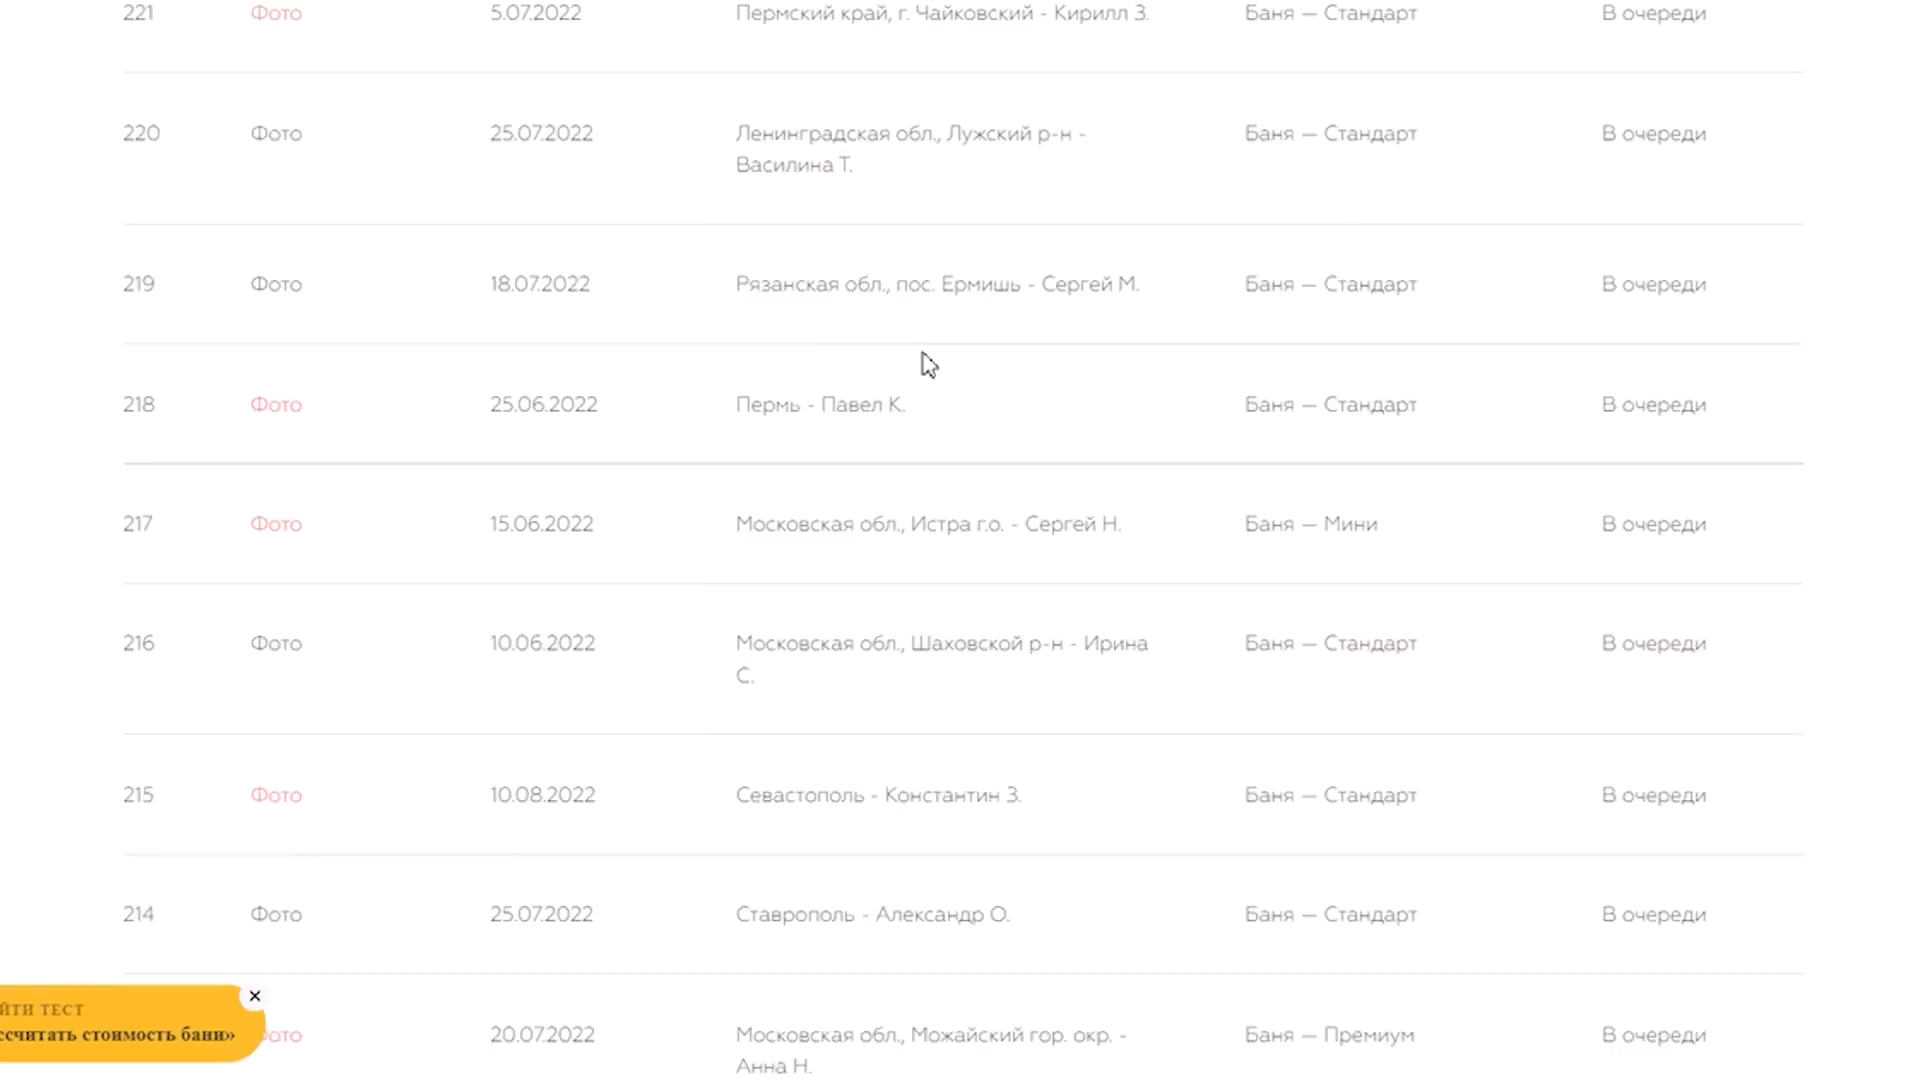 221 Фото 5.07.2022 Пермский край, г. Чайковский - Кирилл З. Баня — Стандарт В очереди
220 Фото 25.07.2022 Ленинградская обл., Лужский р-н - Баня — Стандарт В очереди
Василина Т.
219 Фото 18.07.2022 Рязанская обл., пос. Ермишь - Сергей М. Баня — Стандарт В очереди
218 Фото 25.06.2022 Пермь - Павел К. Баня — Стандарт В очереди
217 Фото 15.06.2022 Московская обл., Истра г.о. - Сергей Н. Баня — Мини В очереди
216 Фото 10.06.2022 Московская обл., Шаховской р-н - Ирина Баня — Стандарт В очереди
С.
215 Фото 10.08.2022 Севастополь - Константин З. Баня — Стандарт В очереди
214 Фото 25.07.2022 Ставрополь - Александр О. Баня — Стандарт В очереди
ЙТИ ТЕСТ
ссчитать стоимость бани»
ото 20.07.2022 Московская обл., Можайский гор. окр. - Баня — Премиум В очереди
Анна Н.